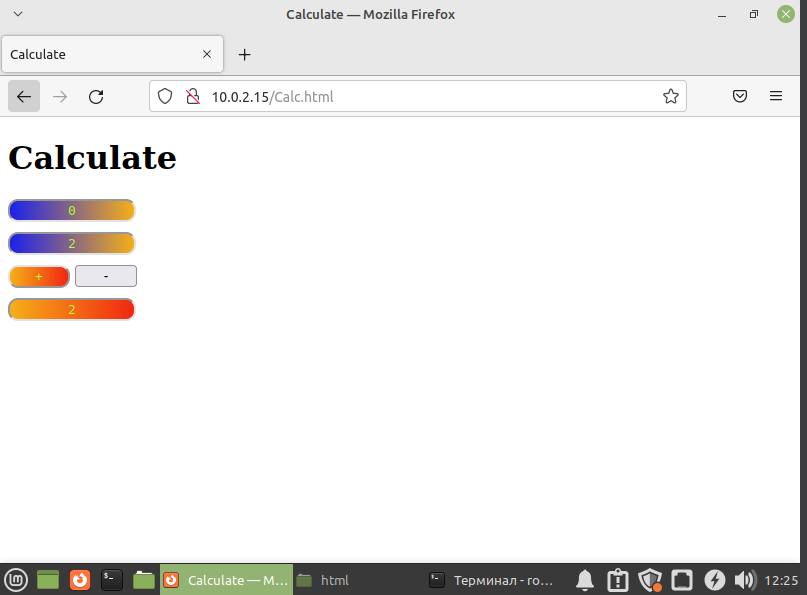 Calculate — Mozilla Firefox
Calculate
10.0.2.15/Calc.html
Calculate
0
2
+ -
2
Calculate — M...
html
Терминал - го...
12:25